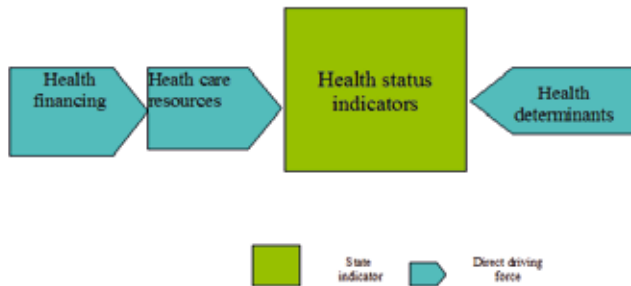 Health
financing
Heath care
resources
Health status
indicators
Health
determinants
State
indicator
Direct driving
force